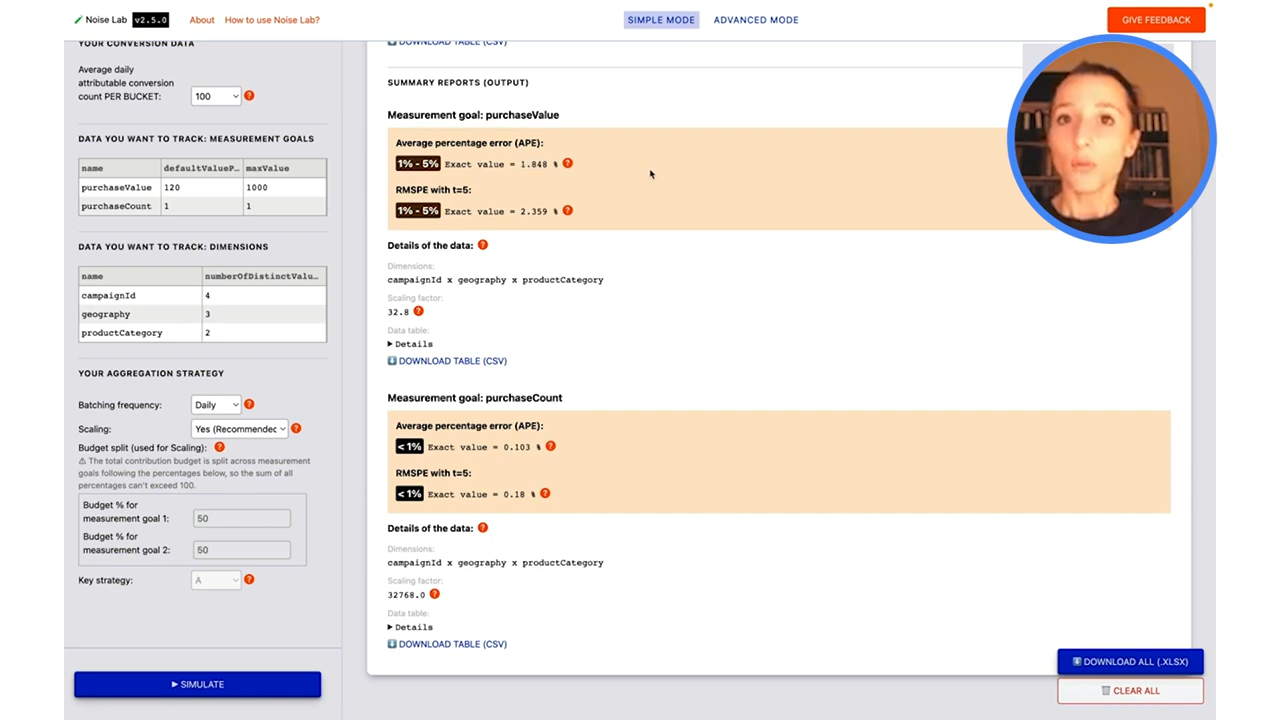 Noise Lab v2.5.0 About How to use Noise Lab? SIMPLE MODE ADVANCED MODE GIVE FEEDBACK
YOUR CONVERSION DATA
Average daily
attributable conversion
count PER BUCKET: 100 ?
DATA YOU WANT TO TRACK: MEASUREMENT GOALS
name defaultValueP… maxValue
purchaseValue 120 1000
purchaseCount 1 1
DATA YOU WANT TO TRACK: DIMENSIONS
name numberOfDistinctValu…
campaignId 4
geography 3
productCategory 2
YOUR AGGREGATION STRATEGY
Batching frequency: Daily ?
Scaling: Yes (Recommendec ?
Budget split (used for Scaling): ?
⚠ The total contribution budget is split across measurement
goals following the percentages below, so the sum of all
percentages can't exceed 100.
Budget % for
measurement goal 1: 50
Budget % for
measurement goal 2: 50
Key strategy: A ?
▶ SIMULATE
DOWNLOAD TABLE (CSV)
SUMMARY REPORTS (OUTPUT)
Measurement goal: purchaseValue
Average percentage error (APE):
1% - 5% Exact value = 1.848 % ?
RMSPE with t=5:
1% - 5% Exact value = 2.359 % ?
Details of the data: ?
Dimensions:
campaignId x geography x productCategory
Scaling factor:
32.8 ?
Data table:
▶ Details
DOWNLOAD TABLE (CSV)
Measurement goal: purchaseCount
Average percentage error (APE):
< 1% Exact value = 0.103 % ?
RMSPE with t=5:
< 1% Exact value = 0.18 % ?
Details of the data: ?
Dimensions:
campaignId x geography x productCategory
Scaling factor:
32768.0 ?
Data table:
▶ Details
DOWNLOAD TABLE (CSV)
DOWNLOAD ALL (.XLSX)
CLEAR ALL